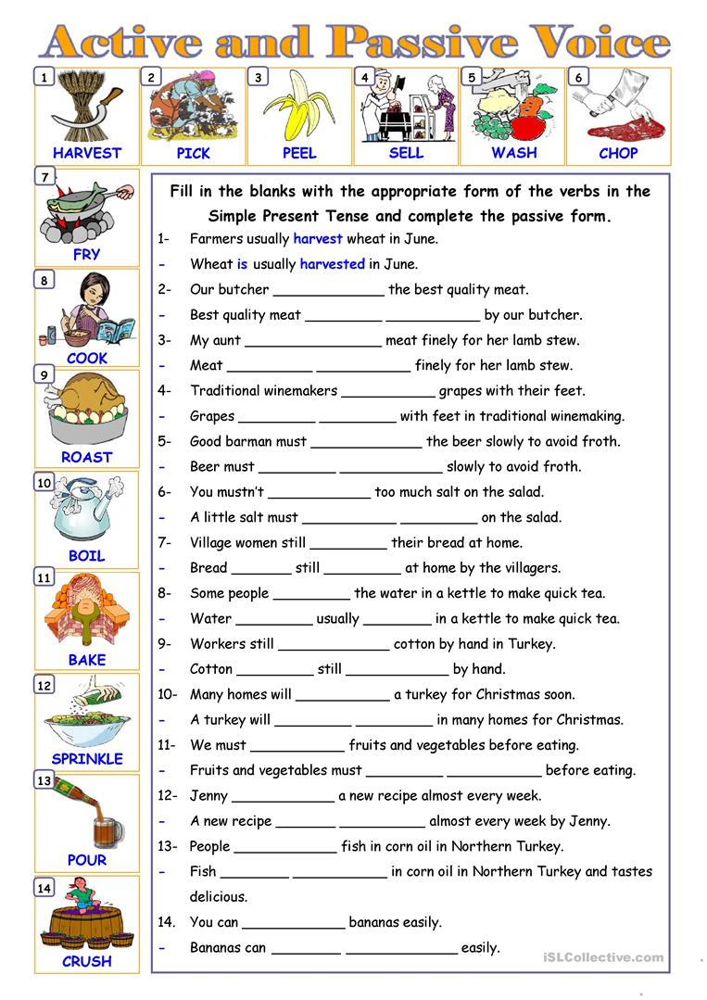 Active and Passive Voice
1
HARVEST
2
PICK
3
PEEL
4
SELL
5
WASH
6
CHOP
7
FRY
8
COOK
9
ROAST
10
BOIL
11
BAKE
12
SPRINKLE
13
POUR
14
CRUSH
Fill in the blanks with the appropriate form of the verbs in the
Simple Present Tense and complete the passive form.
1- Farmers usually harvest wheat in June.
- Wheat is usually harvested in June.
2- Our butcher _____________ the best quality meat.
- Best quality meat _________ ___________ by our butcher.
3- My aunt ________________ meat finely for her lamb stew.
- Meat __________ ___________ finely for her lamb stew.
4- Traditional winemakers ___________ grapes with their feet.
- Grapes _________ _________ with feet in traditional winemaking.
5- Good barman must _____________ the beer slowly to avoid froth.
- Beer must _________ ____________ slowly to avoid froth.
6- You mustn't ____________ too much salt on the salad.
- A little salt must ___________ _________ on the salad.
7- Village women still _________ their bread at home.
- Bread _______ still _________ at home by the villagers.
8- Some people _________ the water in a kettle to make quick tea.
- Water _________ usually ________ in a kettle to make quick tea.
9- Workers still _____________ cotton by hand in Turkey.
- Cotton _________ still ____________ by hand.
10- Many homes will ___________ a turkey for Christmas soon.
- A turkey will _________ _________ in many homes for Christmas.
11- We must ___________ fruits and vegetables before eating.
- Fruits and vegetables must _________ ___________ before eating.
12- Jenny ____________ a new recipe almost every week.
- A new recipe _______ __________ almost every week by Jenny.
13- People ____________ fish in corn oil in Northern Turkey.
- Fish ________ ___________ in corn oil in Northern Turkey and tastes
delicious.
14. You can ____________ bananas easily.
- Bananas can ________ _____________ easily.
iSLCollective.com